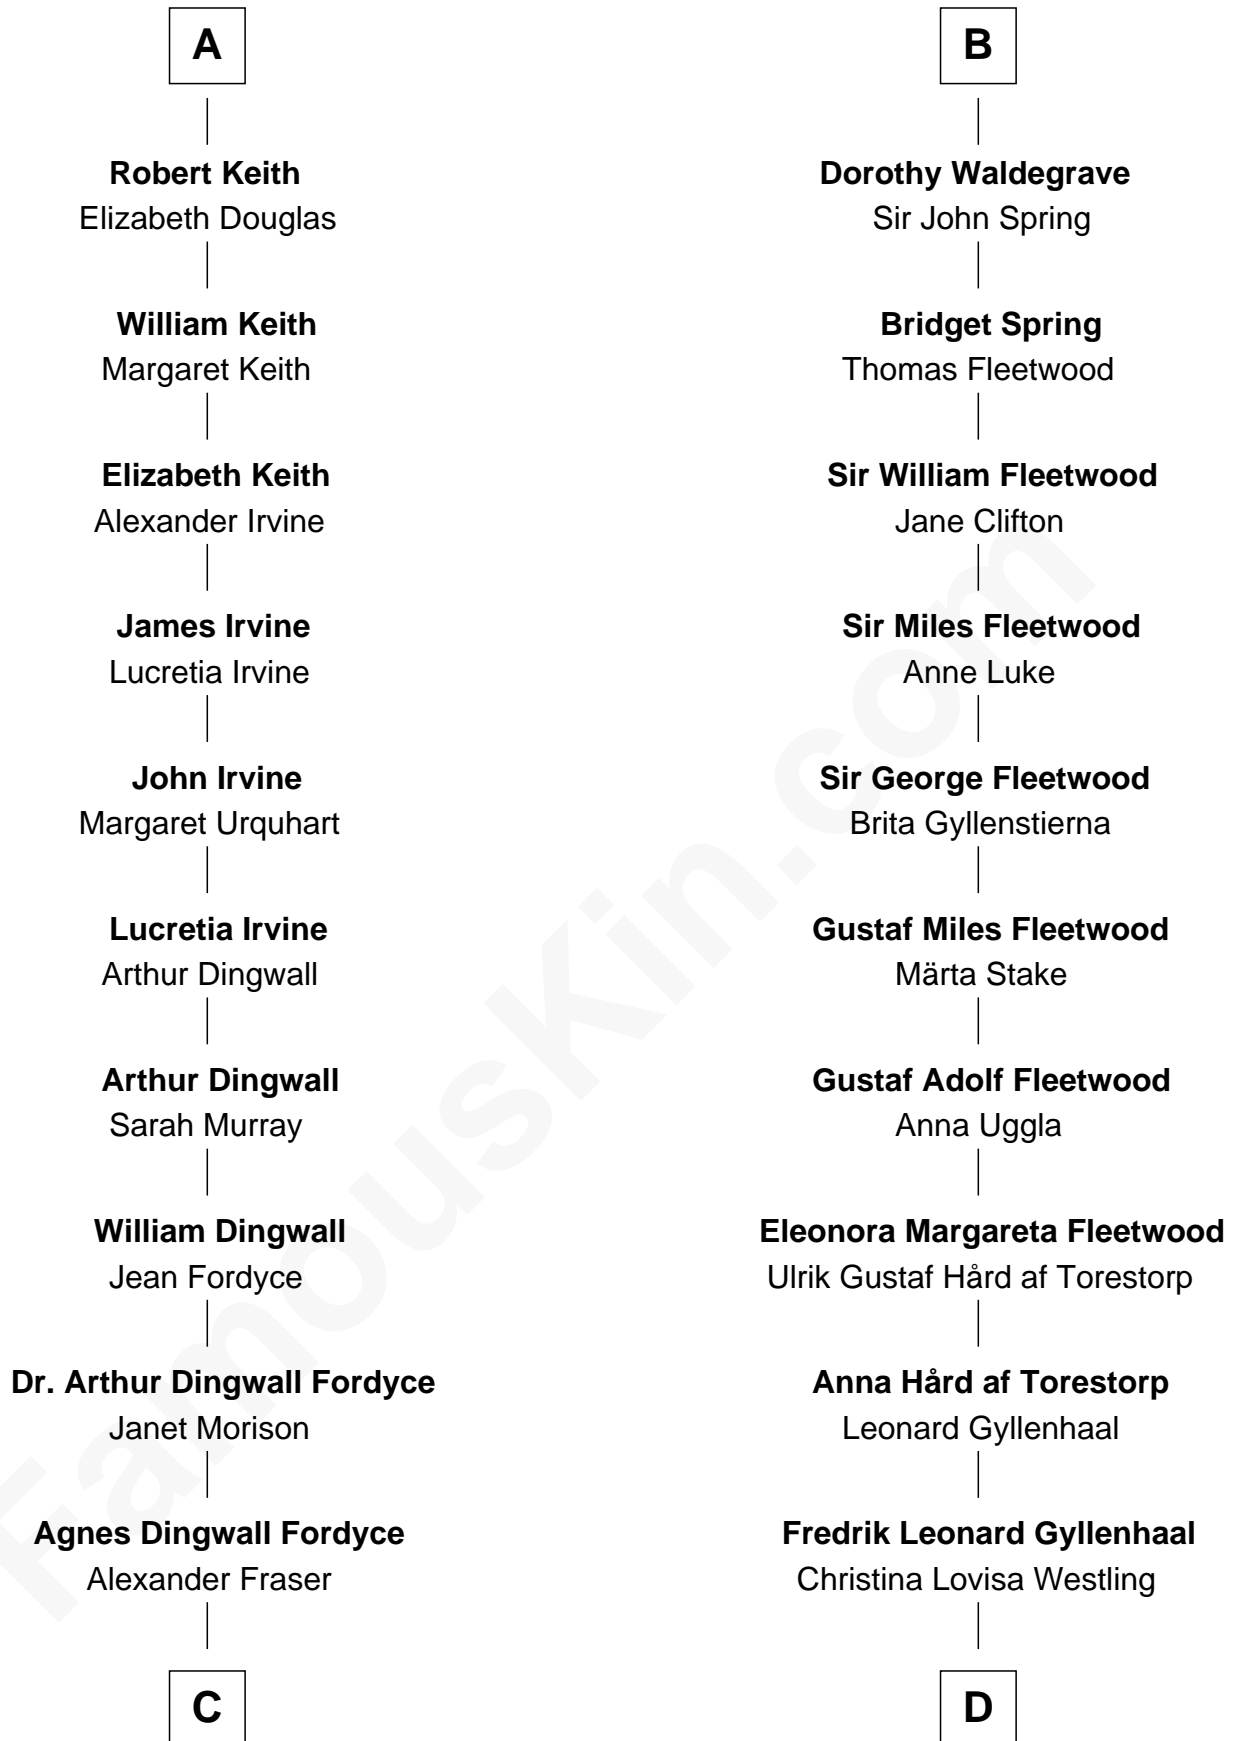 A
Robert Keith
Elizabeth Douglas
William Keith
Margaret Keith
Elizabeth Keith
Alexander Irvine
James Irvine
Lucretia Irvine
John Irvine
Margaret Urquhart
Lucretia Irvine
Arthur Dingwall
Arthur Dingwall
Sarah Murray
William Dingwall
Jean Fordyce
Dr. Arthur Dingwall Fordyce
Janet Morison
Agnes Dingwall Fordyce
Alexander Fraser
C
B
Dorothy Waldegrave
Sir John Spring
Bridget Spring
Thomas Fleetwood
Sir William Fleetwood
Jane Clifton
Sir Miles Fleetwood
Anne Luke
Sir George Fleetwood
Brita Gyllenstierna
Gustaf Miles Fleetwood
Märta Stake
Gustaf Adolf Fleetwood
Anna Uggla
Eleonora Margareta Fleetwood
Ulrik Gustaf Hård af Torestorp
Anna Hård af Torestorp
Leonard Gyllenhaal
Fredrik Leonard Gyllenhaal
Christina Lovisa Westling
D
FamousKin.com